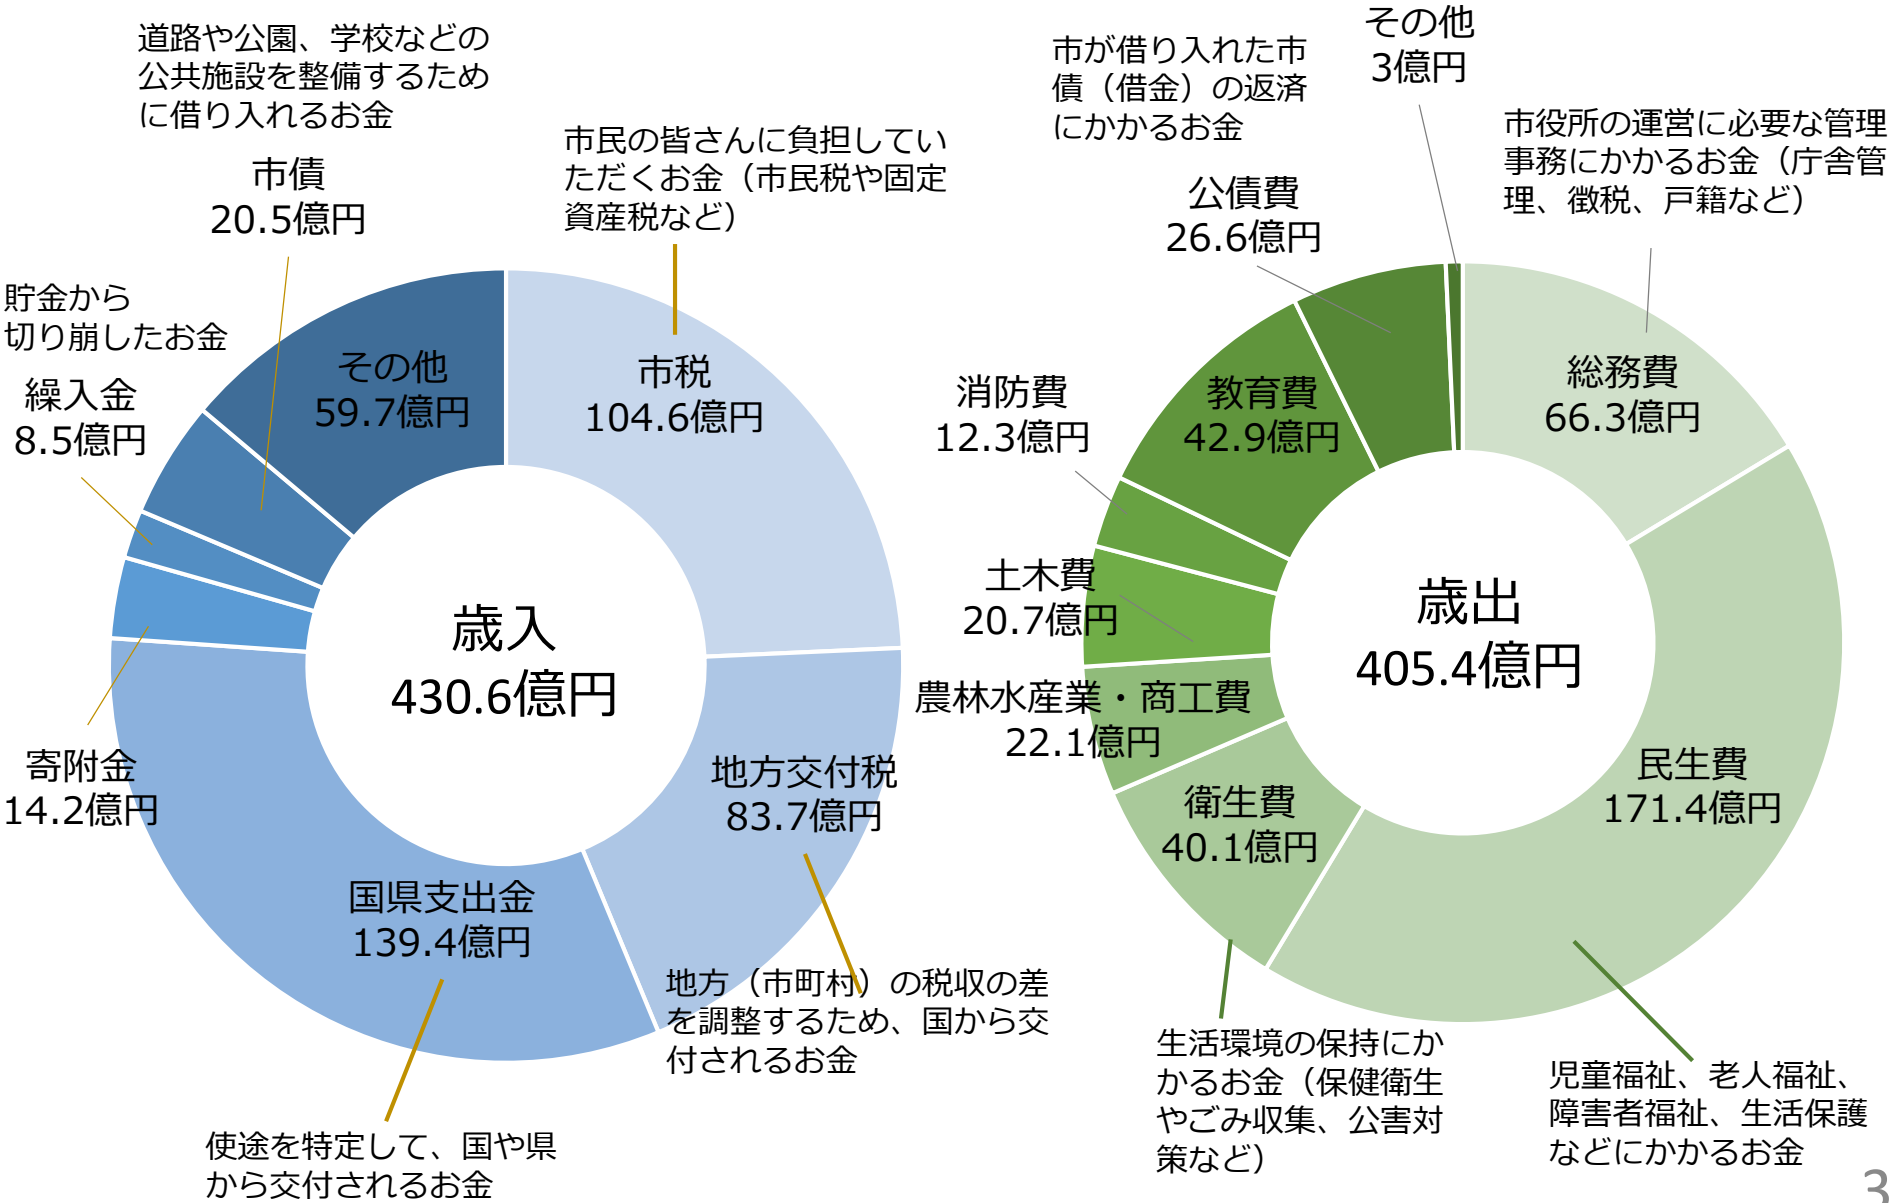 道路や公園、学校などの
公共施設を整備するため
に借り入れるお金
市債
20.5億円
市民の皆さんに負担してい
ただくお金（市民税や固定
資産税など）
貯金から
切り崩したお金
繰入金
8.5億円
その他
59.7億円
市税
104.6億円
歳入
430.6億円
寄附金
14.2億円
地方交付税
83.7億円
国県支出金
139.4億円
地方（市町村）の税収の差
を調整するため、国から交
付されるお金
使途を特定して、国や県
から交付されるお金
その他
3億円
市が借り入れた市
債（借金）の返済
にかかるお金
公債費
26.6億円
市役所の運営に必要な管理
事務にかかるお金（庁舎管
理、徴税、戸籍など）
総務費
66.3億円
消防費
12.3億円
教育費
42.9億円
土木費
20.7億円
歳出
405.4億円
農林水産業・商工費
22.1億円
民生費
171.4億円
衛生費
40.1億円
生活環境の保持にか
かるお金（保健衛生
やごみ収集、公害対
策など）
児童福祉、老人福祉、
障害者福祉、生活保護
などにかかるお金
3